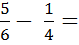 5/6 − 1/4 =